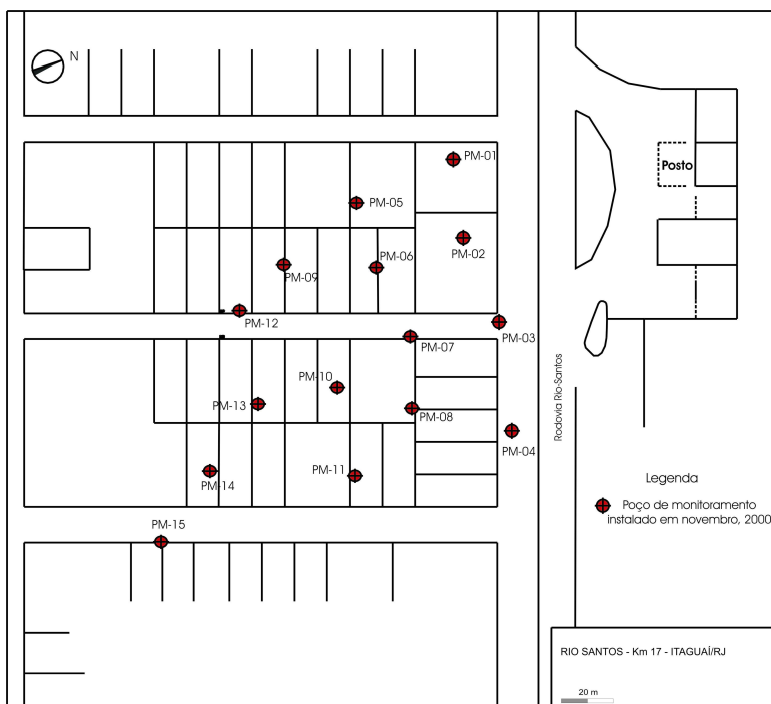 N
PM-01
Posto
PM-05
PM-02
PM-06
PM-09
PM-12
PM-03
PM-07
PM-10
PM-13
PM-08
Rodovia Rio-Santos
PM-04
PM-11
PM-14
Legenda
Poço de monitoramento
instalado em novembro, 2000
PM-15
RIO SANTOS - Km 17 - ITAGUAÍ/RJ
20 m